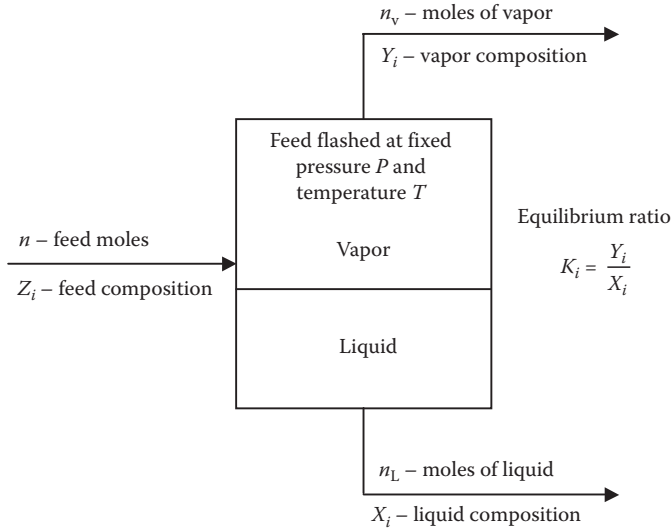 n_v – moles of vapor
Y_i – vapor composition
Feed flashed at fixed
pressure P and
temperature T
Vapor
n – feed moles
Z_i – feed composition
Equilibrium ratio
K_i = Y_i / X_i
Liquid
n_L – moles of liquid
X_i – liquid composition